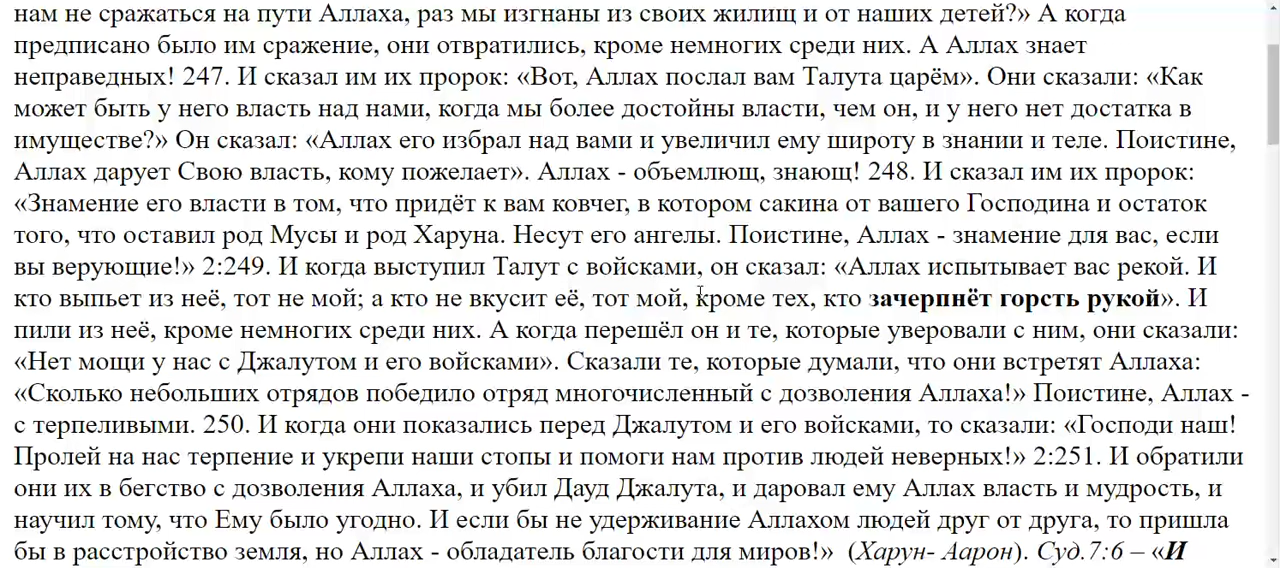 нам не сражаться на пути Аллаха, раз мы изгнаны из своих жилищ и от наших детей?» А когда
предписано было им сражение, они отвратились, кроме немногих среди них. А Аллах знает
неправедных! 247. И сказал им их пророк: «Вот, Аллах послал вам Талута царём». Они сказали: «Как
может быть у него власть над нами, когда мы более достойны власти, чем он, и у него нет достатка в
имуществе?» Он сказал: «Аллах его избрал над вами и увеличил ему широту в знании и теле. Поистине,
Аллах дарует Свою власть, кому пожелает». Аллах - объемлющ, знающ! 248. И сказал им их пророк:
«Знамение его власти в том, что придёт к вам ковчег, в котором сакина от вашего Господина и остаток
того, что оставил род Мусы и род Харуна. Несут его ангелы. Поистине, Аллах - знамение для вас, если
вы верующие!» 2:249. И когда выступил Талут с войсками, он сказал: «Аллах испытывает вас рекой. И
кто выпьет из неё, тот не мой; а кто не вкусит её, тот мой, кроме тех, кто зачерпнёт горсть рукой». И
пили из неё, кроме немногих среди них. А когда перешёл он и те, которые уверовали с ним, они сказали:
«Нет мощи у нас с Джалутом и его войсками». Сказали те, которые думали, что они встретят Аллаха:
«Сколько небольших отрядов победило отряд многочисленный с дозволения Аллаха!» Поистине, Аллах -
с терпеливыми. 250. И когда они показались перед Джалутом и его войсками, то сказали: «Господи наш!
Пролей на нас терпение и укрепи наши стопы и помоги нам против людей неверных!» 2:251. И обратили
они их в бегство с дозволения Аллаха, и убил Дауд Джалута, и даровал ему Аллах власть и мудрость, и
научил тому, что Ему было угодно. И если бы не удерживание Аллахом людей друг от друга, то пришла
бы в расстройство земля, но Аллах - обладатель благости для миров!» (Харун- Аарон). Суд.7:6 – «И